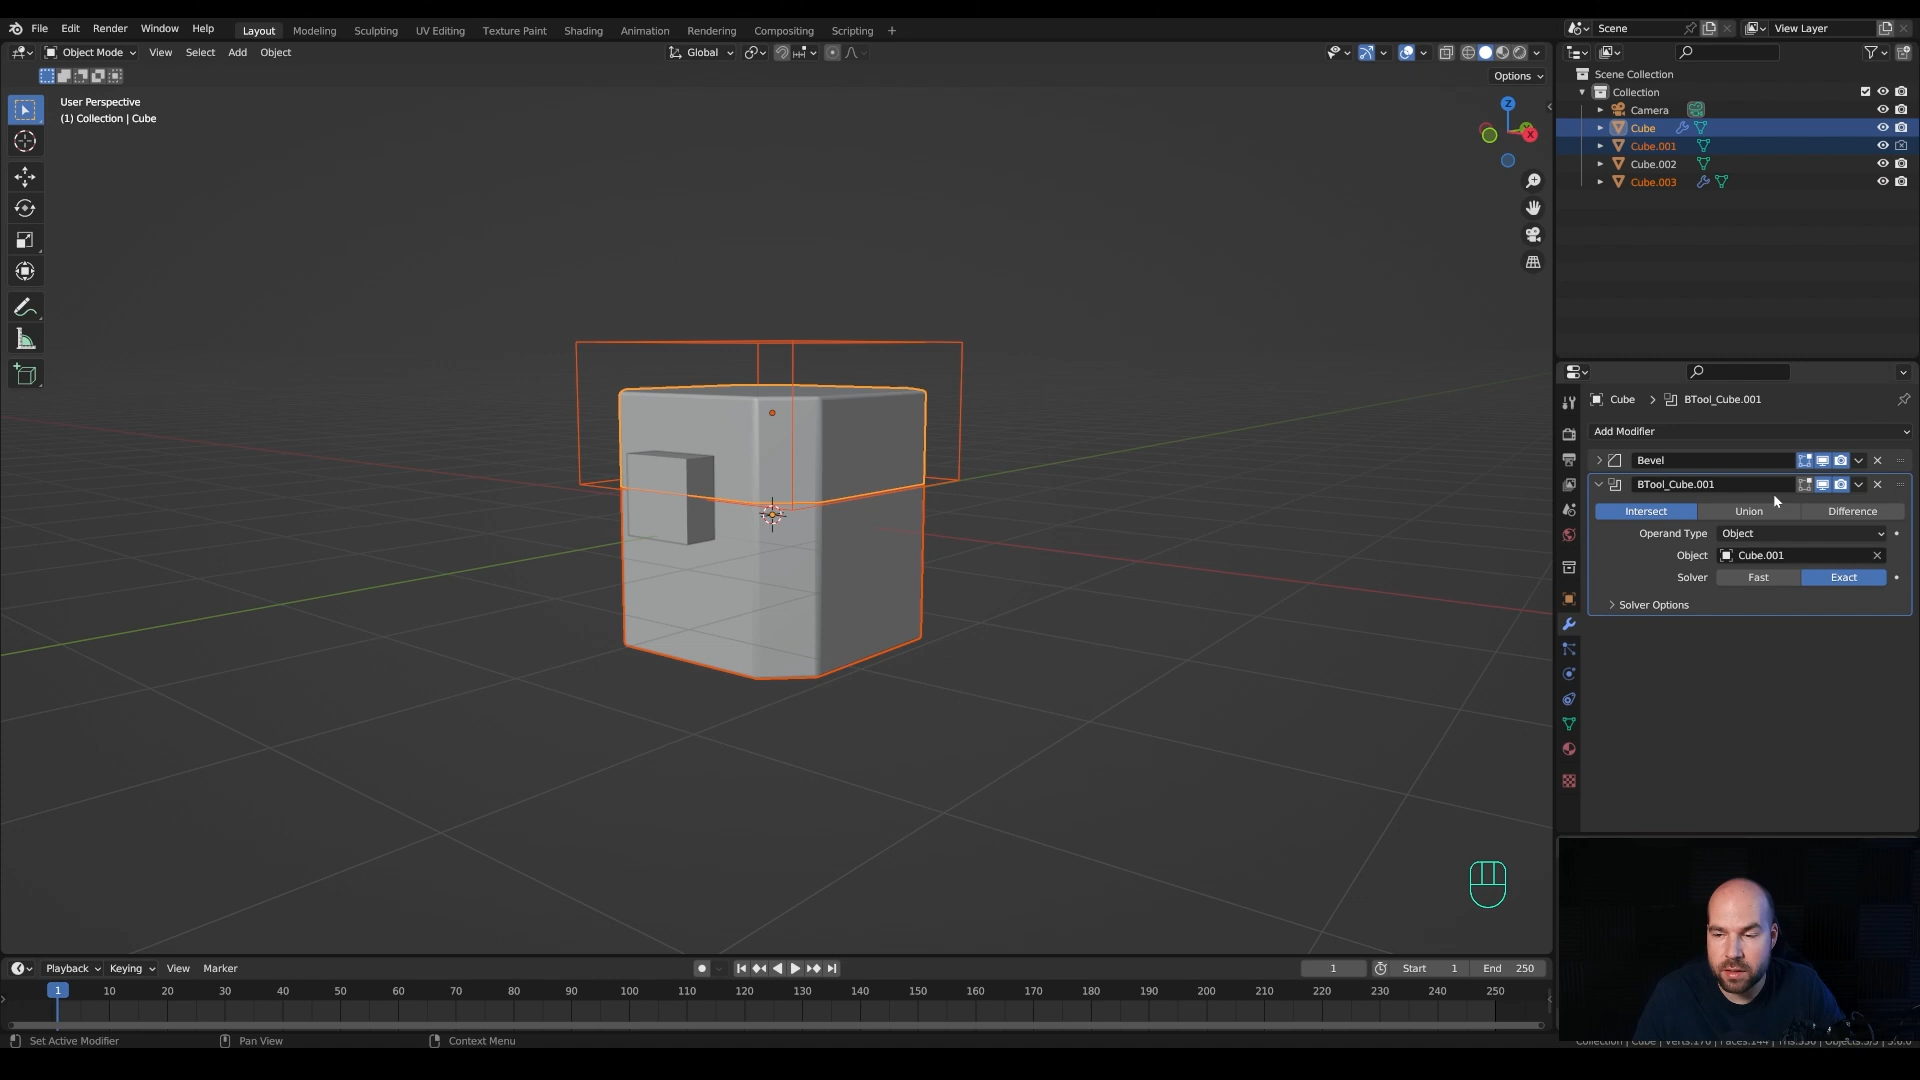 File Edit Render Window Help Layout Modeling Sculpting UV Editing Texture Paint Shading Animation Rendering Compositing Scripting + Scene View Layer
Object Mode View Select Add Object Global
Options
User Perspective
(1) Collection | Cube
Z
X
Scene Collection
Collection
Camera
Cube
Cube.001
Cube.002
Cube.003
Cube > BTool_Cube.001
Add Modifier
Bevel
BTool_Cube.001
Intersect Union Difference
Operand Type Object
Object Cube.001
Solver Fast Exact
Solver Options
Playback Keying View Marker 1 Start 1 End 250
1 10 20 30 40 50 60 70 80 90 100 110 120 130 140 150 160 170 180 190 200 210 220 230 240 250
Set Active Modifier Pan View Context Menu